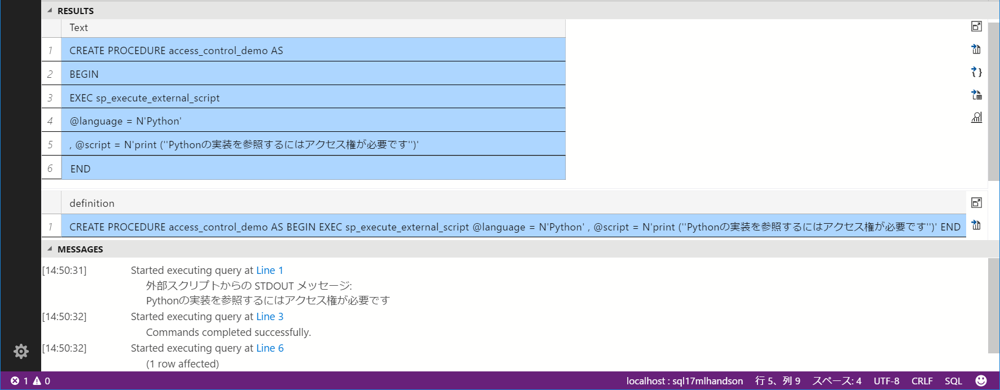 RESULTS
Text
1 CREATE PROCEDURE access_control_demo AS
2 BEGIN
3 EXEC sp_execute_external_script
4 @language = N'Python'
5 , @script = N'print (''Pythonの実装を参照するにはアクセス権が必要です'')'
6 END
definition
1 CREATE PROCEDURE access_control_demo AS BEGIN EXEC sp_execute_external_script @language = N'Python' , @script = N'print (''Pythonの実装を参照するにはアクセス権が必要です'')' END
MESSAGES
[14:50:31] Started executing query at Line 1
外部スクリプトからの STDOUT メッセージ:
Pythonの実装を参照するにはアクセス権が必要です
[14:50:32] Started executing query at Line 3
Commands completed successfully.
[14:50:32] Started executing query at Line 6
(1 row affected)
1 0 localhost : sql17mlhandson 行 5、列 9 スペース: 4 UTF-8 CRLF SQL